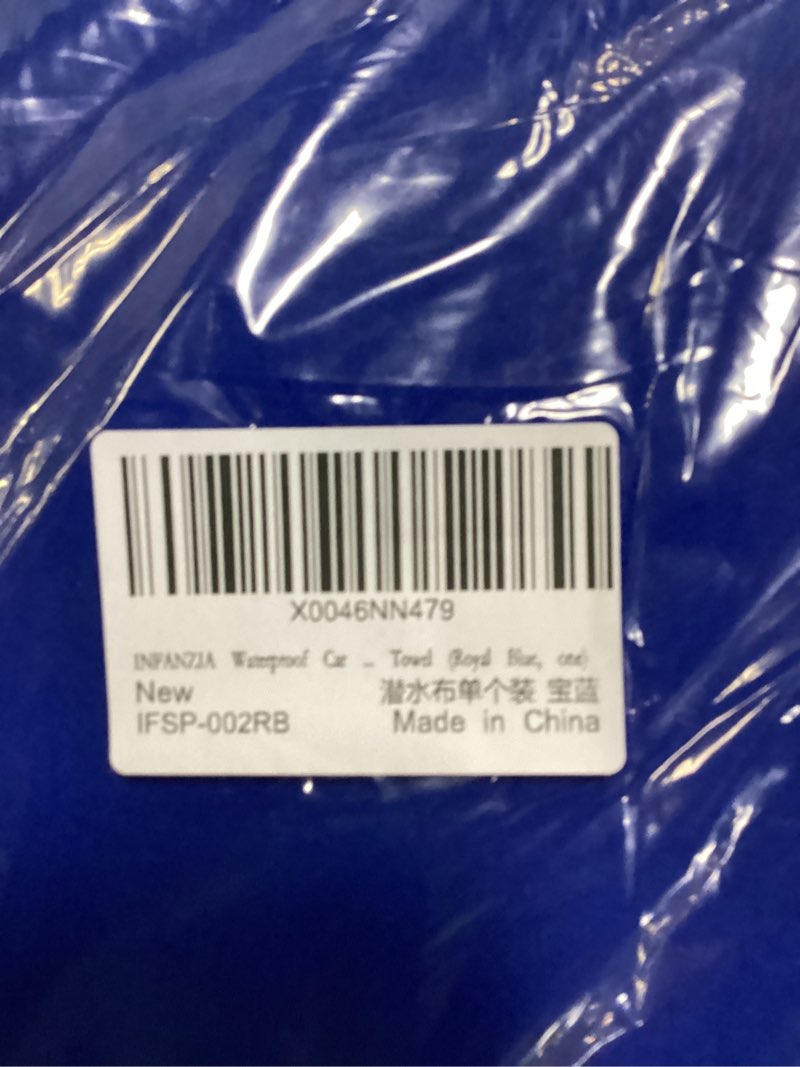 X0046NN479
INFANZIA Waterproof Car ... Towel (Royal Blue, one)
New 潜水布单个装 宝蓝
IFSP-002RB Made in China